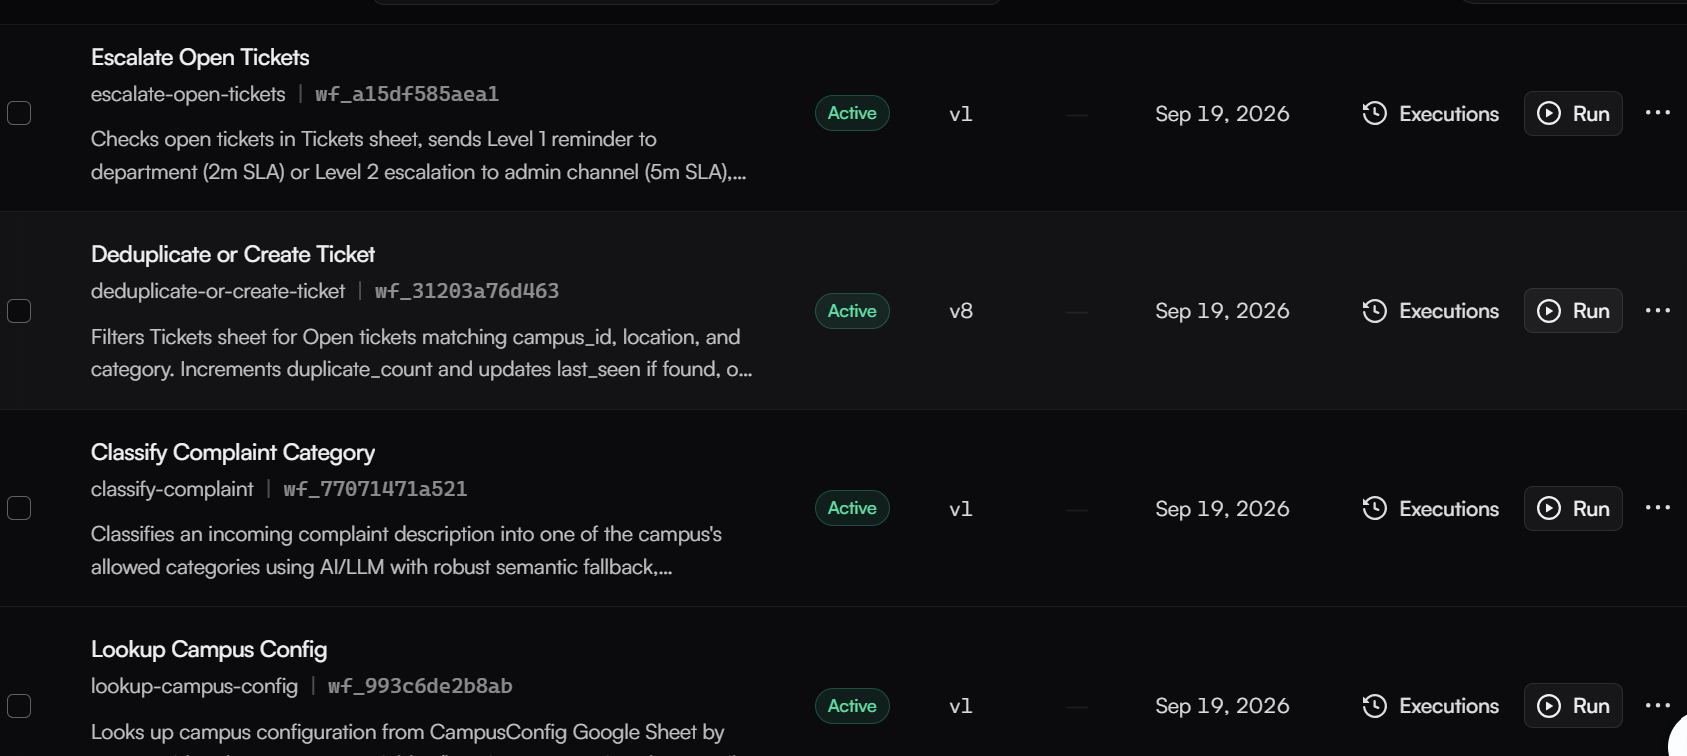 Escalate Open Tickets
escalate-open-tickets | wf_a15df585aea1
Checks open tickets in Tickets sheet, sends Level 1 reminder to
department (2m SLA) or Level 2 escalation to admin channel (5m SLA),...
Active v1 — Sep 19, 2026 Executions Run ...
Deduplicate or Create Ticket
deduplicate-or-create-ticket | wf_31203a76d463
Filters Tickets sheet for Open tickets matching campus_id, location, and
category. Increments duplicate_count and updates last_seen if found, o...
Active v8 — Sep 19, 2026 Executions Run ...
Classify Complaint Category
classify-complaint | wf_77071471a521
Classifies an incoming complaint description into one of the campus's
allowed categories using AI/LLM with robust semantic fallback,...
Active v1 — Sep 19, 2026 Executions Run ...
Lookup Campus Config
lookup-campus-config | wf_993c6de2b8ab
Looks up campus configuration from CampusConfig Google Sheet by
Active v1 — Sep 19, 2026 Executions Run ...